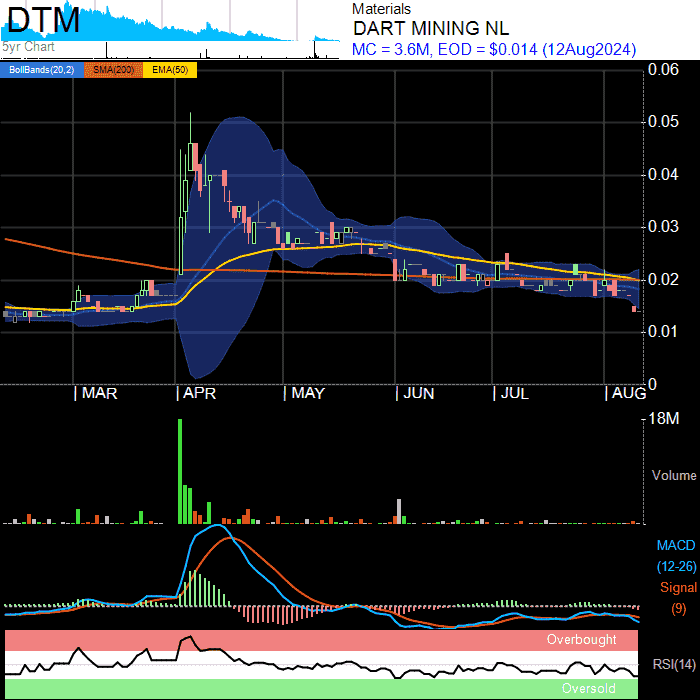 DTM
5yr Chart
Materials
DART MINING NL
MC = 3.6M, EOD = $0.014 (12Aug2024)
BollBands(20,2) SMA(200) EMA(50)
0.06
0.05
0.04
0.03
0.02
0.01
0
MAR APR MAY JUN JUL AUG
18M
Volume
MACD
(12-26)
Signal
(9)
Overbought
RSI(14)
Oversold